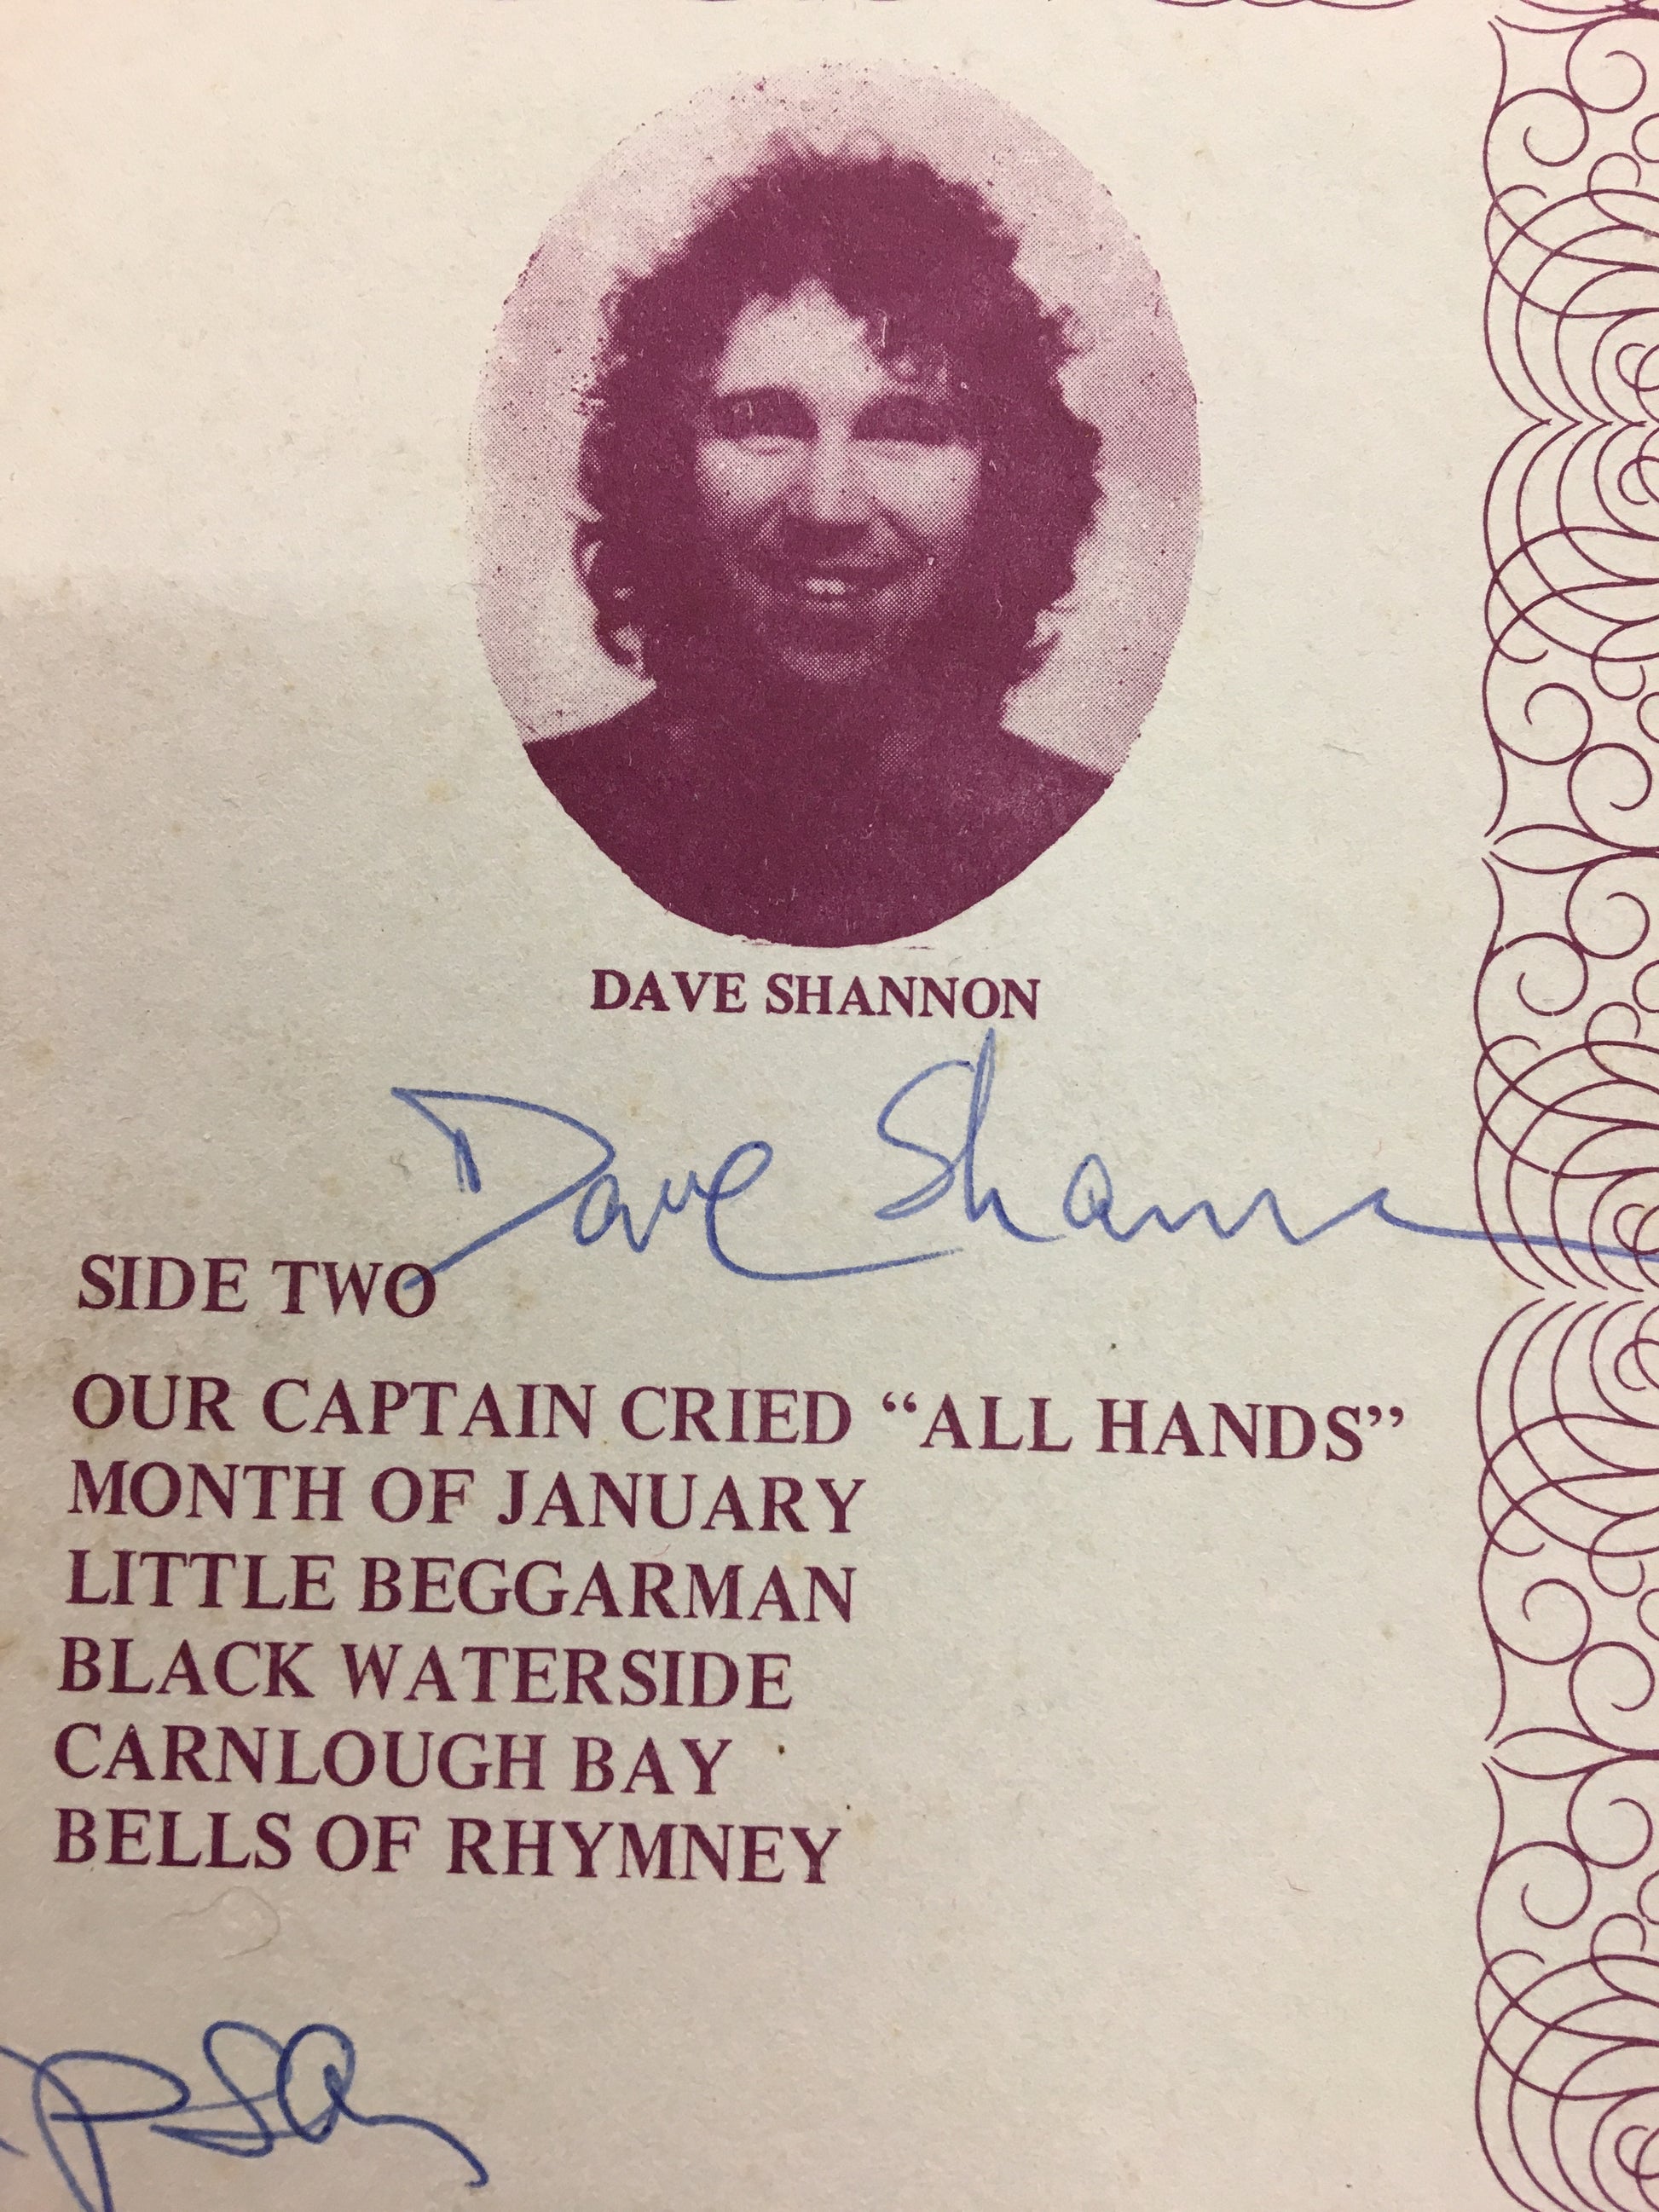 DAVE SHANNON
Dave Shannon
SIDE TWO
OUR CAPTAIN CRIED “ALL HANDS”
MONTH OF JANUARY
LITTLE BEGGARMAN
BLACK WATERSIDE
CARNLOUGH BAY
BELLS OF RHYMNEY